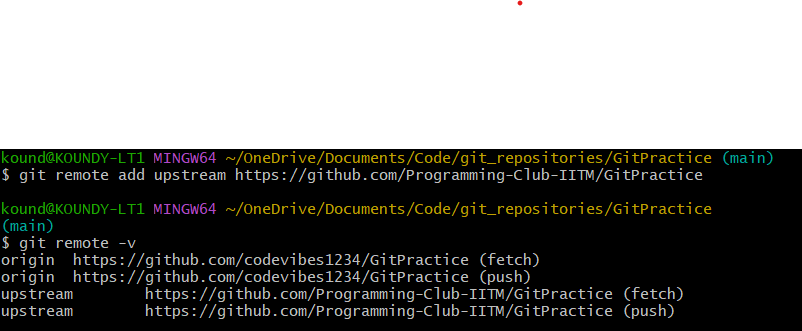 kound@KOUNDY-LT1 MINGW64 ~/OneDrive/Documents/Code/git_repositories/GitPractice (main)
$ git remote add upstream https://github.com/Programming-Club-IITM/GitPractice
kound@KOUNDY-LT1 MINGW64 ~/OneDrive/Documents/Code/git_repositories/GitPractice
(main)
$ git remote -v
origin  https://github.com/codevibes1234/GitPractice (fetch)
origin  https://github.com/codevibes1234/GitPractice (push)
upstream        https://github.com/Programming-Club-IITM/GitPractice (fetch)
upstream        https://github.com/Programming-Club-IITM/GitPractice (push)